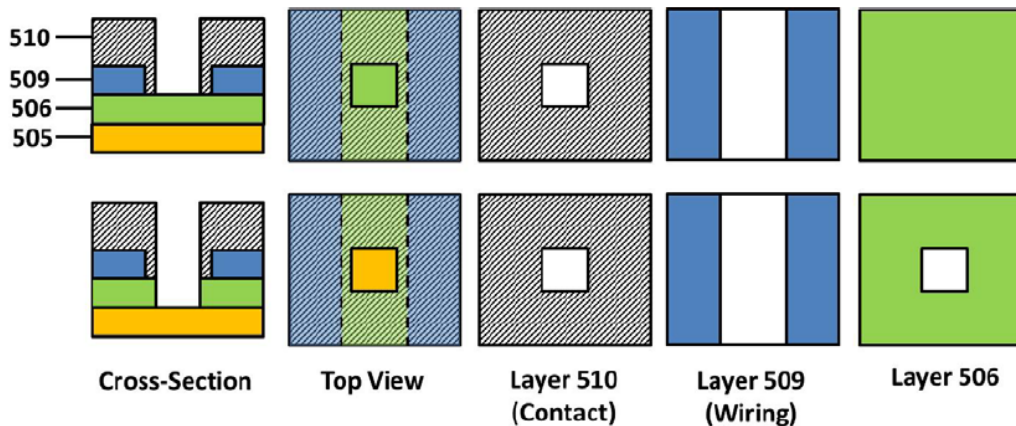 510
509
506
505
Cross-Section
Top View
Layer 510
(Contact)
Layer 509
(Wiring)
Layer 506